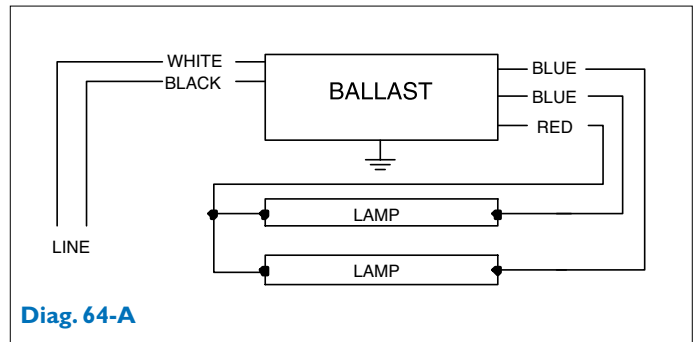 WHITE
BLACK
BALLAST
BLUE
BLUE
RED
LAMP
LINE
LAMP
Diag. 64-A